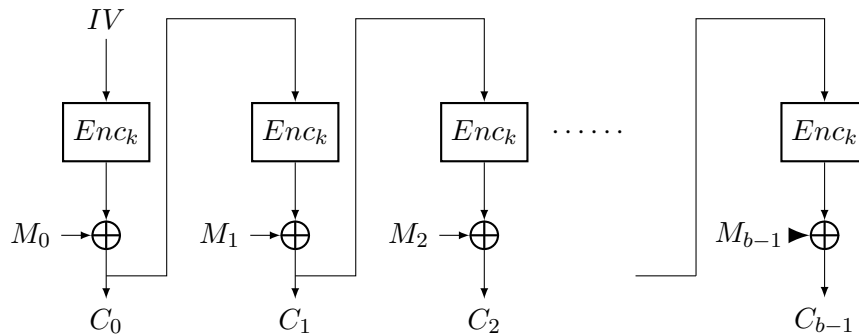 IV
Enc_k Enc_k Enc_k ...... Enc_k
M_0 M_1 M_2 M_{b−1}
C_0 C_1 C_2 C_{b−1}